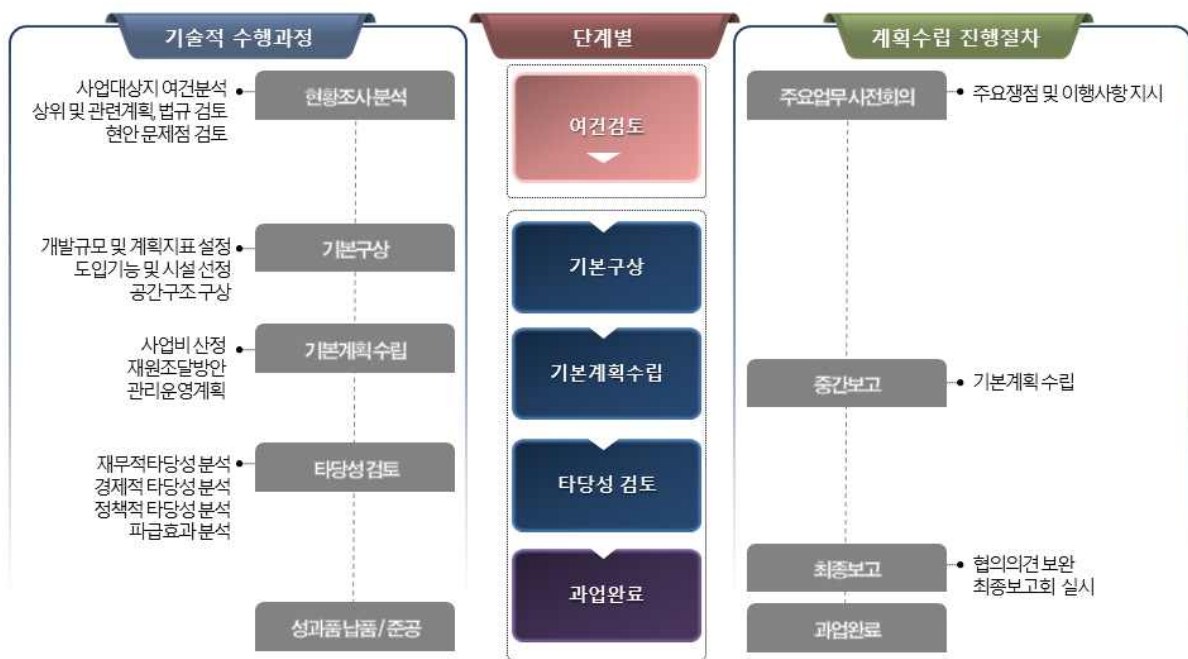 기술적 수행과정
현황조사 분석
사업대상지 여건분석
상위 및 관련계획, 법규 검토
현안 문제점 검토
기본구상
개발규모 및 계획지표 설정
도입기능 및 시설 선정
공간구조 구상
기본계획 수립
사업비 산정
재원조달방안
관리운영계획
타당성 검토
재무적 타당성 분석
경제적 타당성 분석
정책적 타당성 분석
파급효과 분석
성과품 납품 / 준공
단계별
여건검토
기본구상
기본계획수립
타당성 검토
과업완료
계획수립 진행절차
주요업무 사전회의
주요쟁점 및 이행사항 지시
중간보고
기본계획 수립
최종보고
협의의견 보완
최종보고회 실시
과업완료